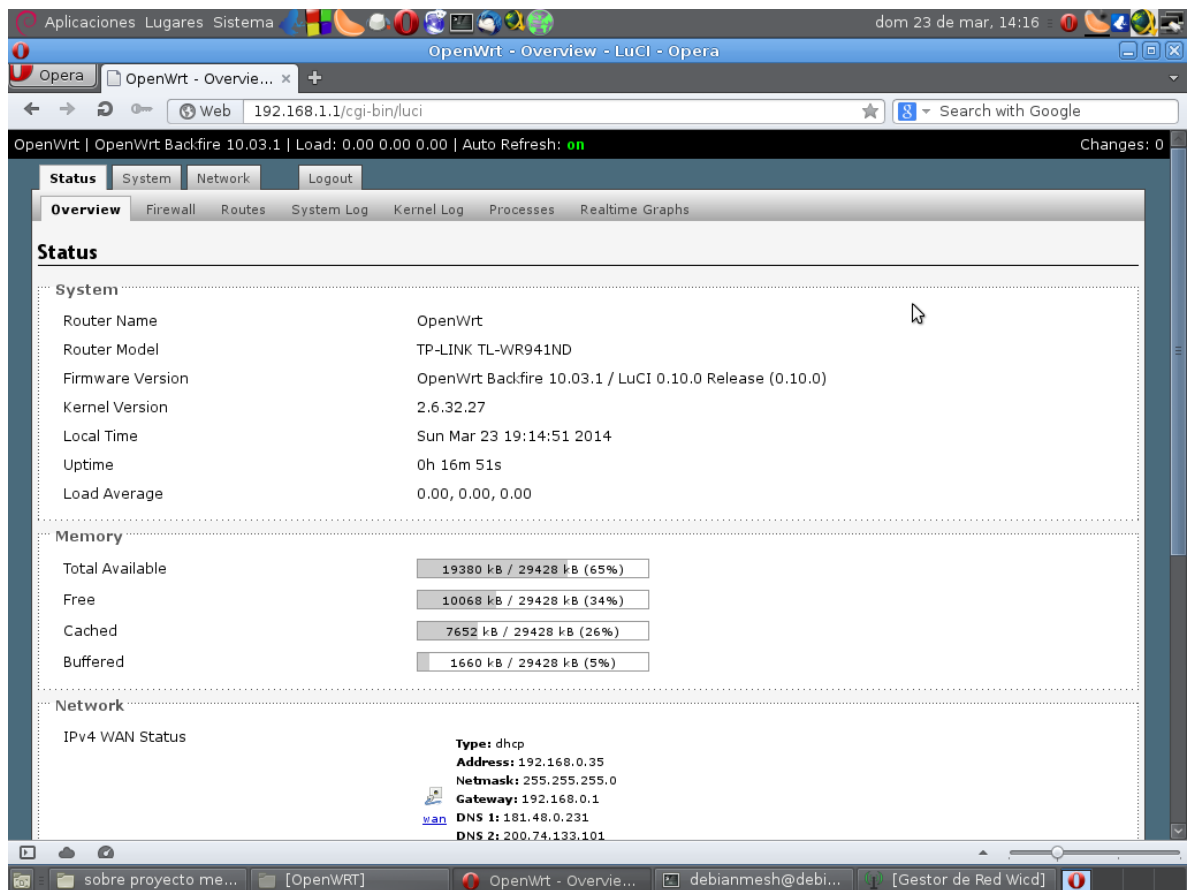 Aplicaciones Lugares Sistema dom 23 de mar, 14:16
OpenWrt - Overview - LuCI - Opera
Opera OpenWrt - Overvie...
Web 192.168.1.1/cgi-bin/luci Search with Google
OpenWrt | OpenWrt Backfire 10.03.1 | Load: 0.00 0.00 0.00 | Auto Refresh: on Changes: 0
Status System Network Logout
Overview Firewall Routes System Log Kernel Log Processes Realtime Graphs
Status
System
Router Name OpenWrt
Router Model TP-LINK TL-WR941ND
Firmware Version OpenWrt Backfire 10.03.1 / LuCI 0.10.0 Release (0.10.0)
Kernel Version 2.6.32.27
Local Time Sun Mar 23 19:14:51 2014
Uptime 0h 16m 51s
Load Average 0.00, 0.00, 0.00
Memory
Total Available 19380 kB / 29428 kB (65%)
Free 10068 kB / 29428 kB (34%)
Cached 7652 kB / 29428 kB (26%)
Buffered 1660 kB / 29428 kB (5%)
Network
IPv4 WAN Status
Type: dhcp
Address: 192.168.0.35
Netmask: 255.255.255.0
Gateway: 192.168.0.1
wan DNS 1: 181.48.0.231
DNS 2: 200.74.133.101
sobre proyecto me... [OpenWRT] OpenWrt - Overvie... debianmesh@debi... [Gestor de Red Wicd]